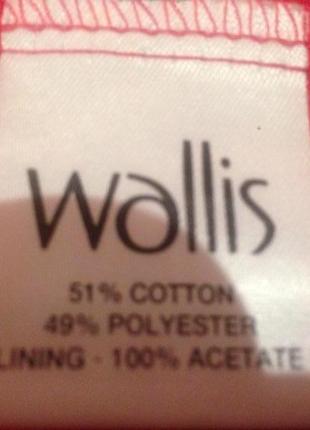 wallis
51% COTTON
49% POLYESTER
LINING - 100% ACETATE